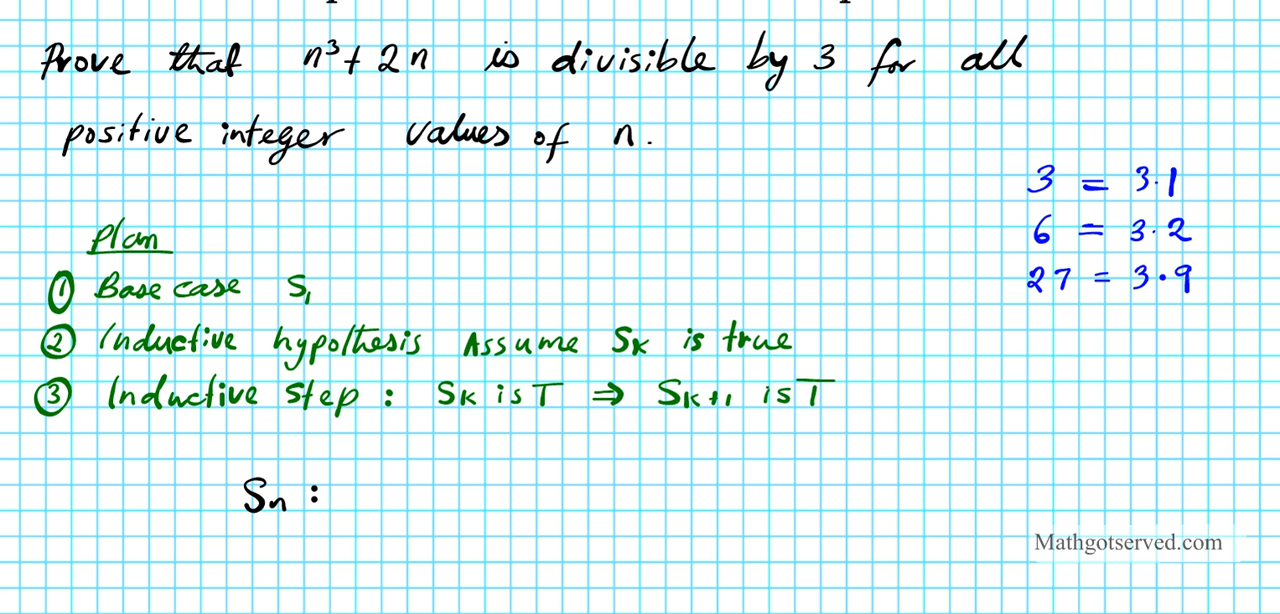 Prove that n³ + 2n is divisible by 3 for all
positive integer values of n.
3 = 3·1
6 = 3·2
27 = 3·9
Plan
① Base case S₁
② Inductive hypothesis Assume Sₖ is true
③ Inductive Step : Sₖ is T ⇒ Sₖ₊₁ is T
Sₙ :
Mathgotserved.com